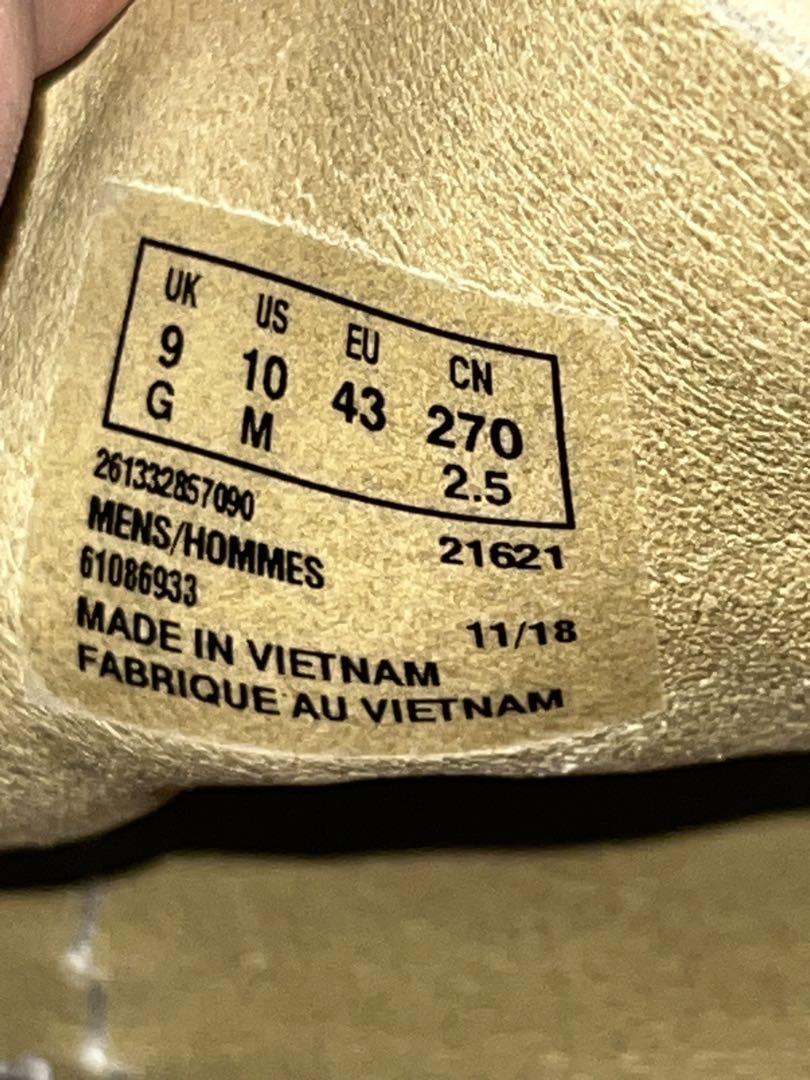 UK US EU CN
9 10 43 270
G M 2.5
261332857090
MENS/HOMMES 21621
61086933
MADE IN VIETNAM 11/18
FABRIQUE AU VIETNAM